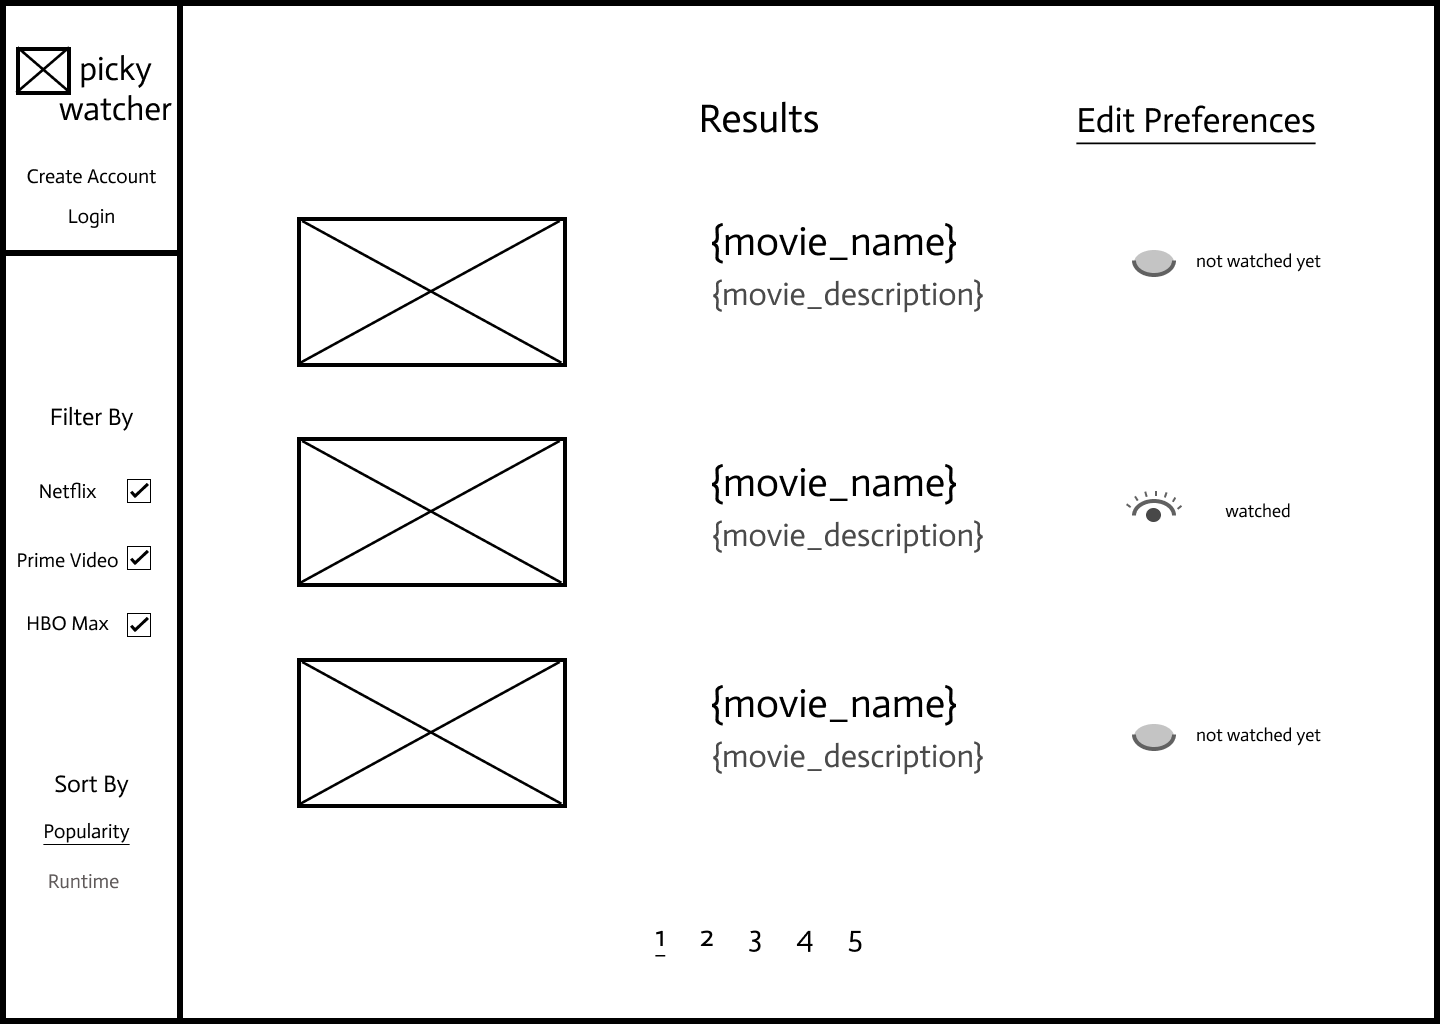 picky
watcher
Create Account
Login
Filter By
Netflix
Prime Video
HBO Max
Sort By
Popularity
Runtime
Results
Edit Preferences
{movie_name}
{movie_description}
not watched yet
{movie_name}
{movie_description}
watched
{movie_name}
{movie_description}
not watched yet
1 2 3 4 5